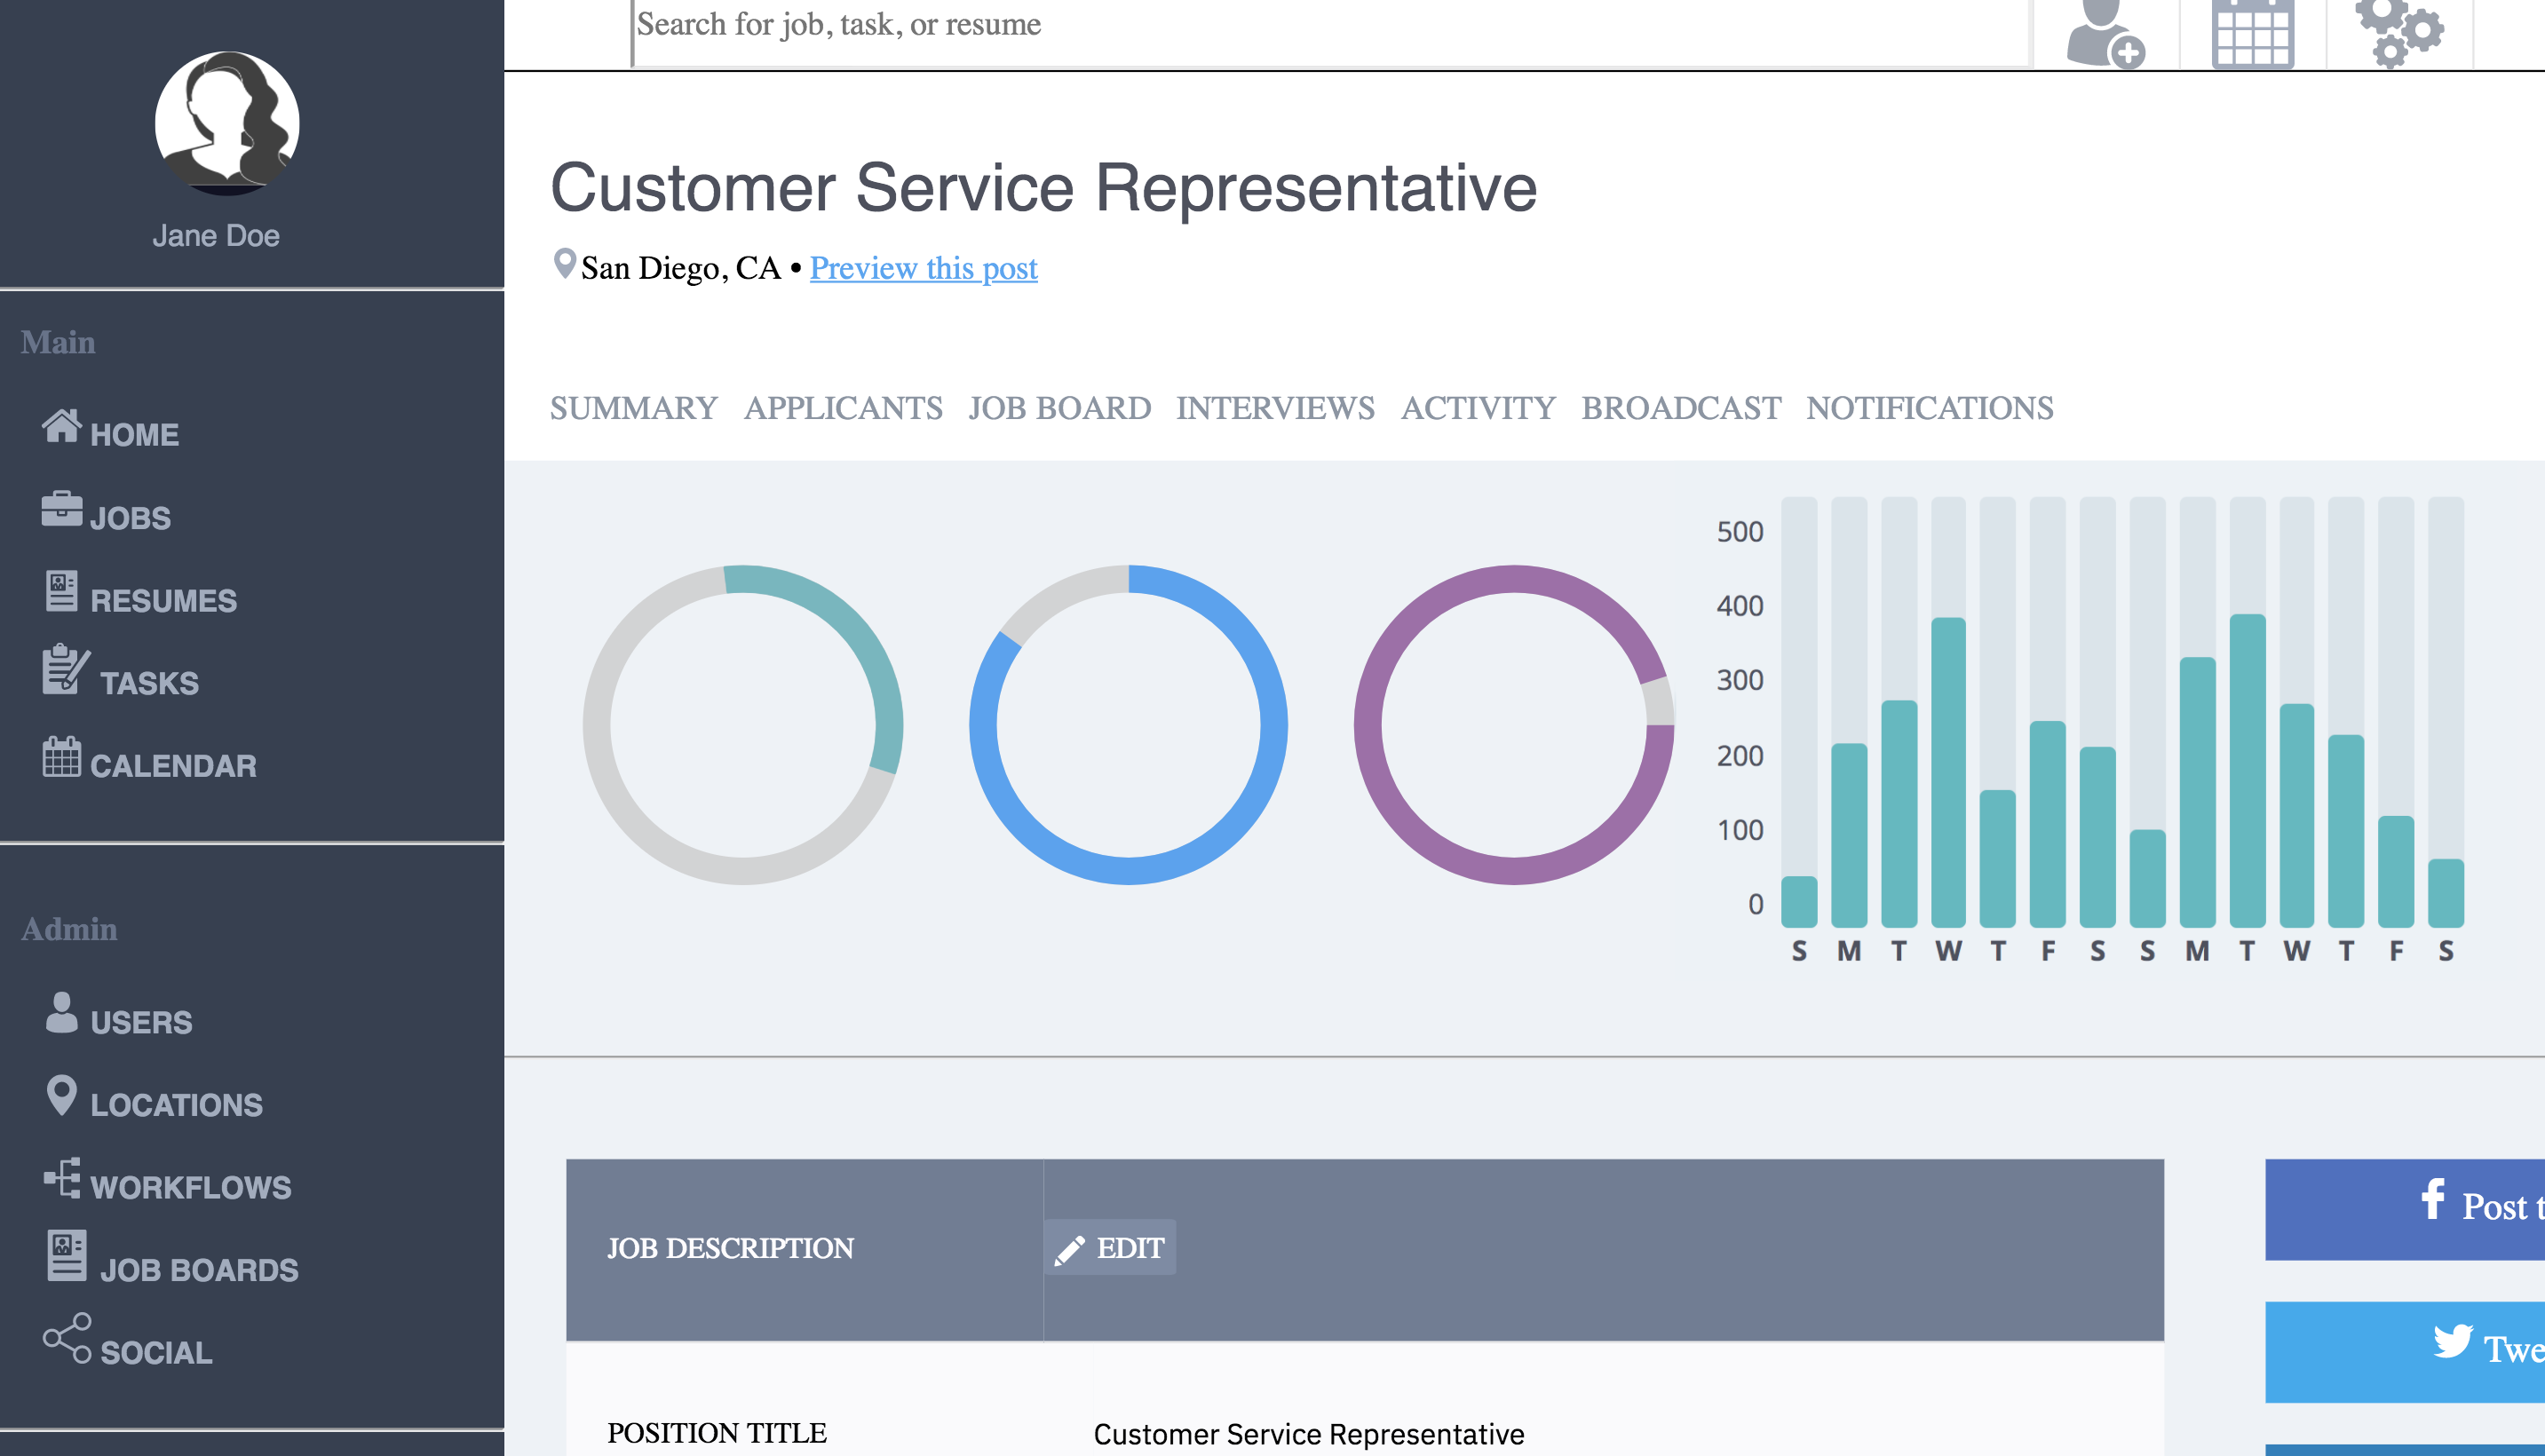 Search for job, task, or resume
Jane Doe
Main
HOME
JOBS
RESUMES
TASKS
CALENDAR
Admin
USERS
LOCATIONS
WORKFLOWS
JOB BOARDS
SOCIAL
Customer Service Representative
San Diego, CA • Preview this post
SUMMARY APPLICANTS JOB BOARD INTERVIEWS ACTIVITY BROADCAST NOTIFICATIONS
500
400
300
200
100
0
S M T W T F S S M T W T F S
JOB DESCRIPTION EDIT
POSITION TITLE Customer Service Representative
Post t
Twe